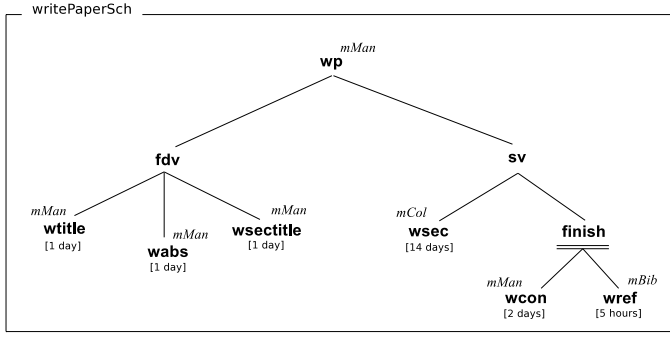 writePaperSch
mMan
wp
fdv
sv
mMan
wtitle
[1 day]
mMan
wabs
[1 day]
mMan
wsectitle
[1 day]
mCol
wsec
[14 days]
finish
mMan
wcon
[2 days]
mBib
wref
[5 hours]